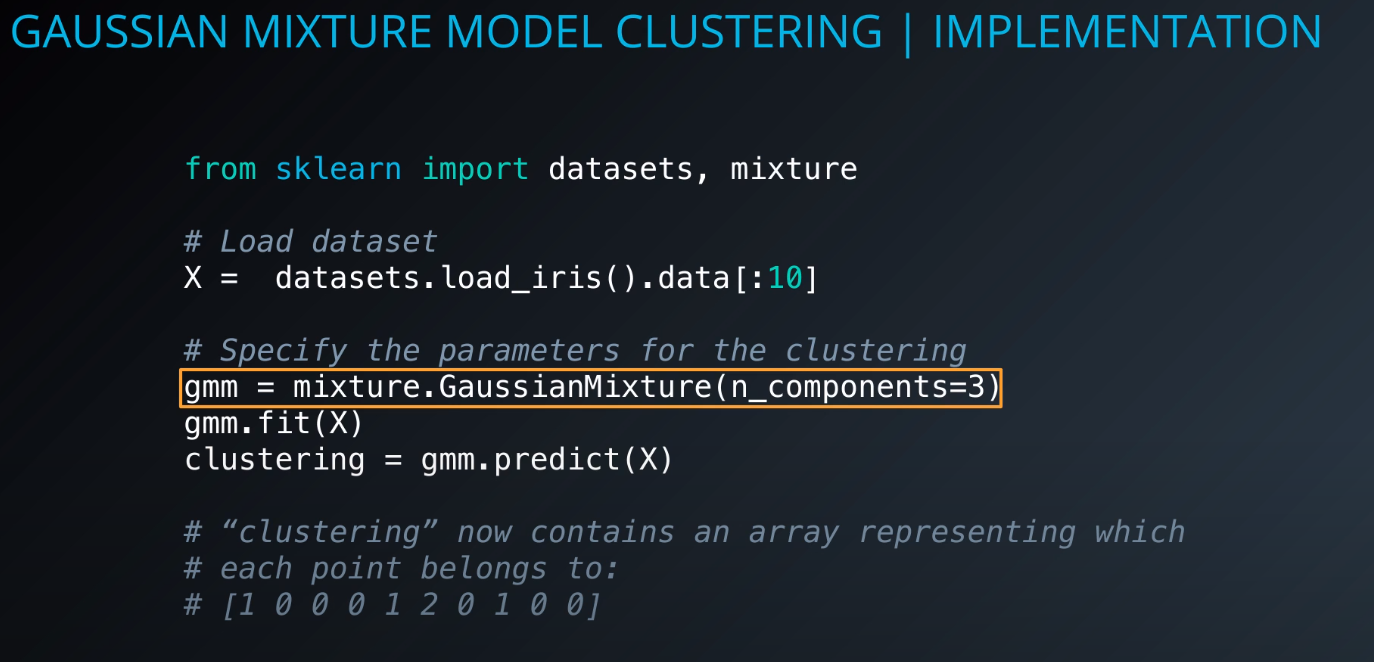 GAUSSIAN MIXTURE MODEL CLUSTERING | IMPLEMENTATION
from sklearn import datasets, mixture
# Load dataset
X =  datasets.load_iris().data[:10]
# Specify the parameters for the clustering
gmm = mixture.GaussianMixture(n_components=3)
gmm.fit(X)
clustering = gmm.predict(X)
# “clustering” now contains an array representing which
# each point belongs to:
# [1 0 0 0 1 2 0 1 0 0]